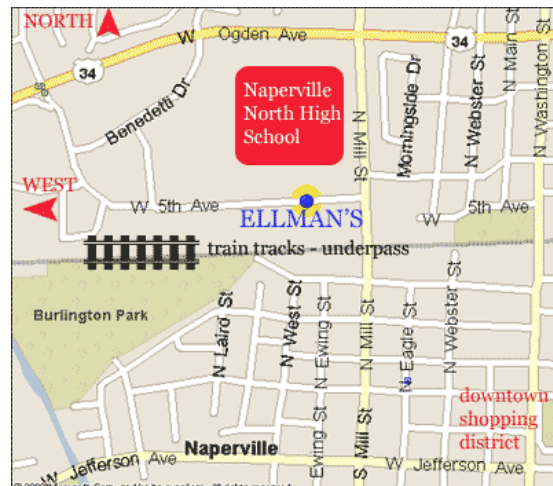 NORTH
W Ogden Ave
34
34
N Main St
N Washington St
N Webster St
Morningside Dr
Benedetti Dr
Naperville
North High
School
N Mill St
WEST
W 5th Ave
ELLMAN'S
W 5th Ave
train tracks - underpass
Burlington Park
N Laird St
N West St
N Ewing St
N Mill St
N Eagle St
N Webster St
downtown
shopping
district
Naperville
Ewing St
S Mill St
W Jefferson Ave
W Jefferson Ave